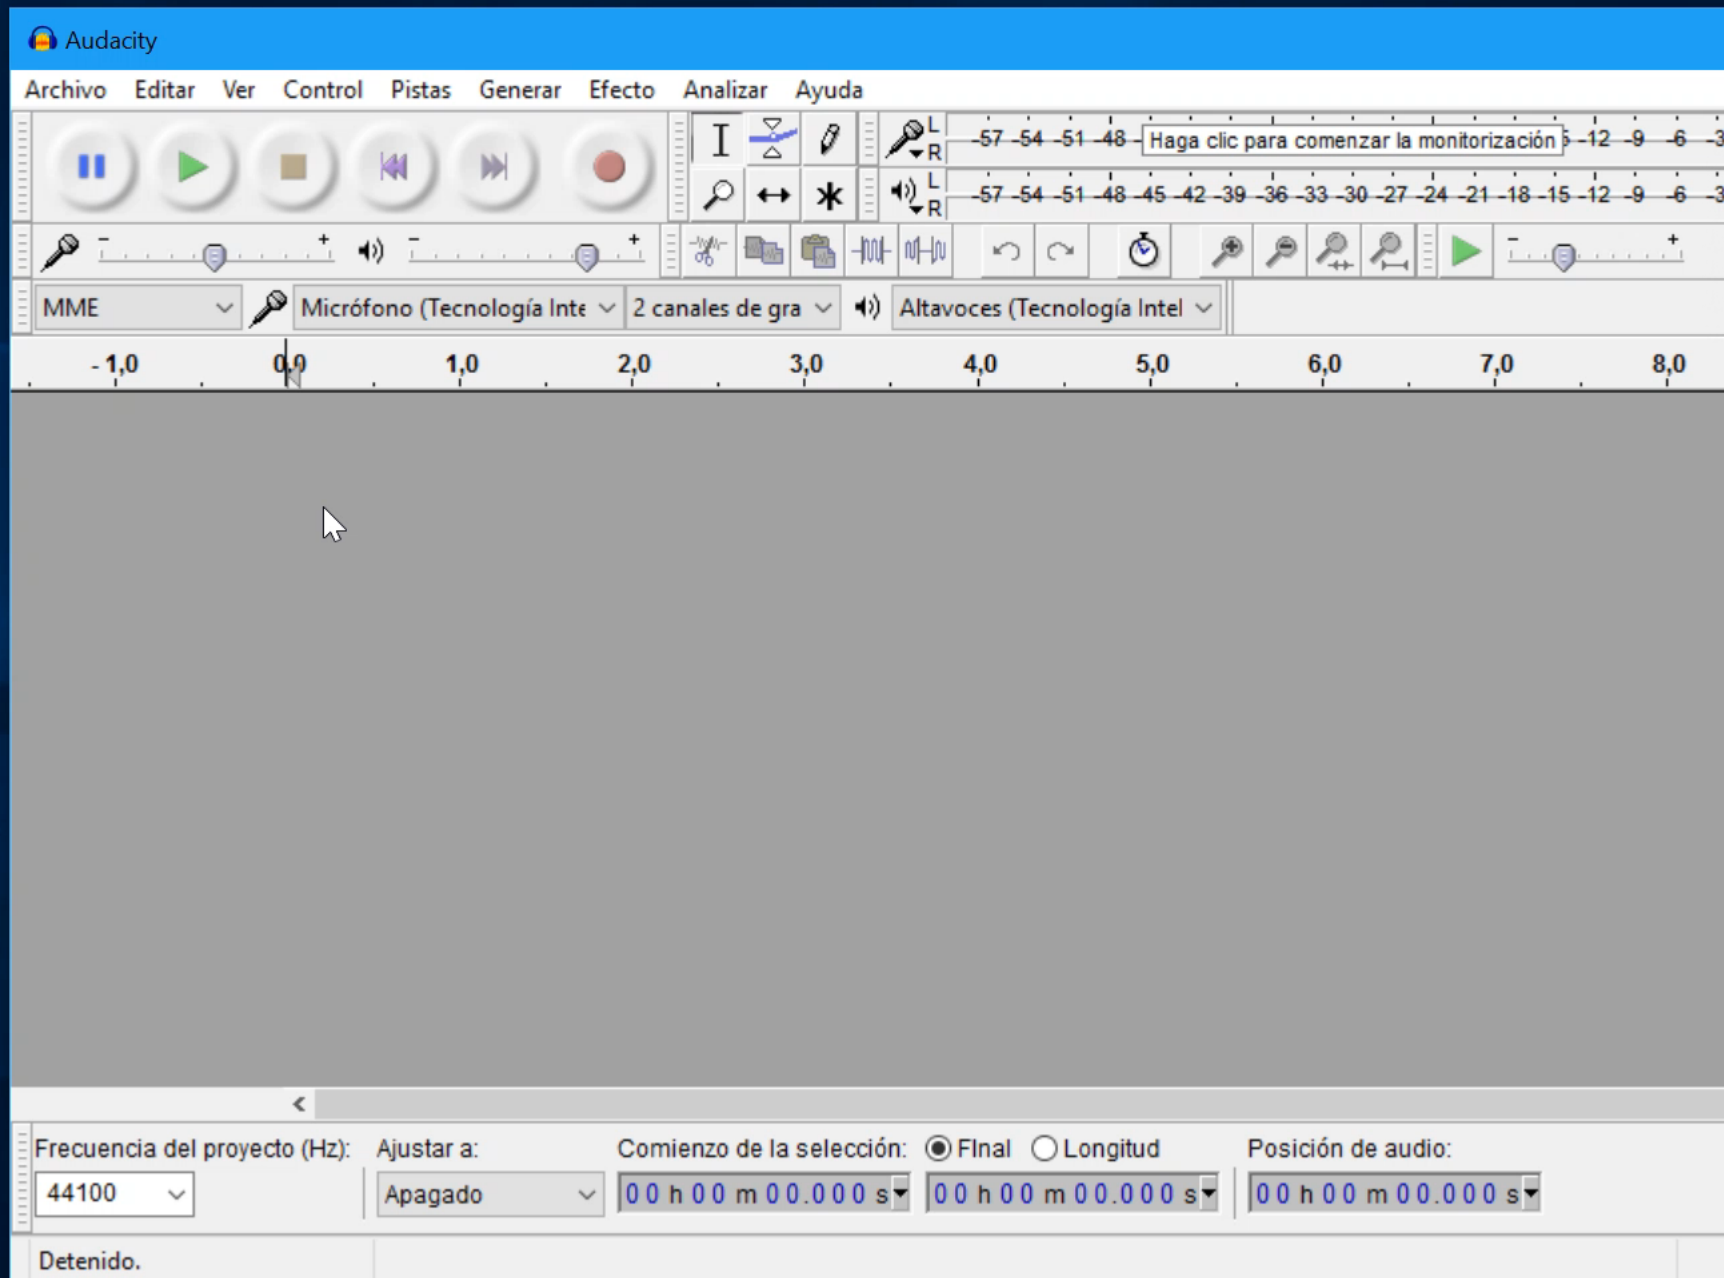 Audacity
Archivo Editar Ver Control Pistas Generar Efecto Analizar Ayuda
L
R
-57 -54 -51 -48 - Haga clic para comenzar la monitorización -12 -9 -6 -3
L
R
-57 -54 -51 -48 -45 -42 -39 -36 -33 -30 -27 -24 -21 -18 -15 -12 -9 -6 -3
- + - + - +
MME Micrófono (Tecnología Inte 2 canales de gra Altavoces (Tecnología Intel
- 1,0 0,0 1,0 2,0 3,0 4,0 5,0 6,0 7,0 8,0
Frecuencia del proyecto (Hz): Ajustar a: Comienzo de la selección: FInal Longitud Posición de audio:
44100 Apagado 00 h 00 m 00.000 s 00 h 00 m 00.000 s 00 h 00 m 00.000 s
Detenido.